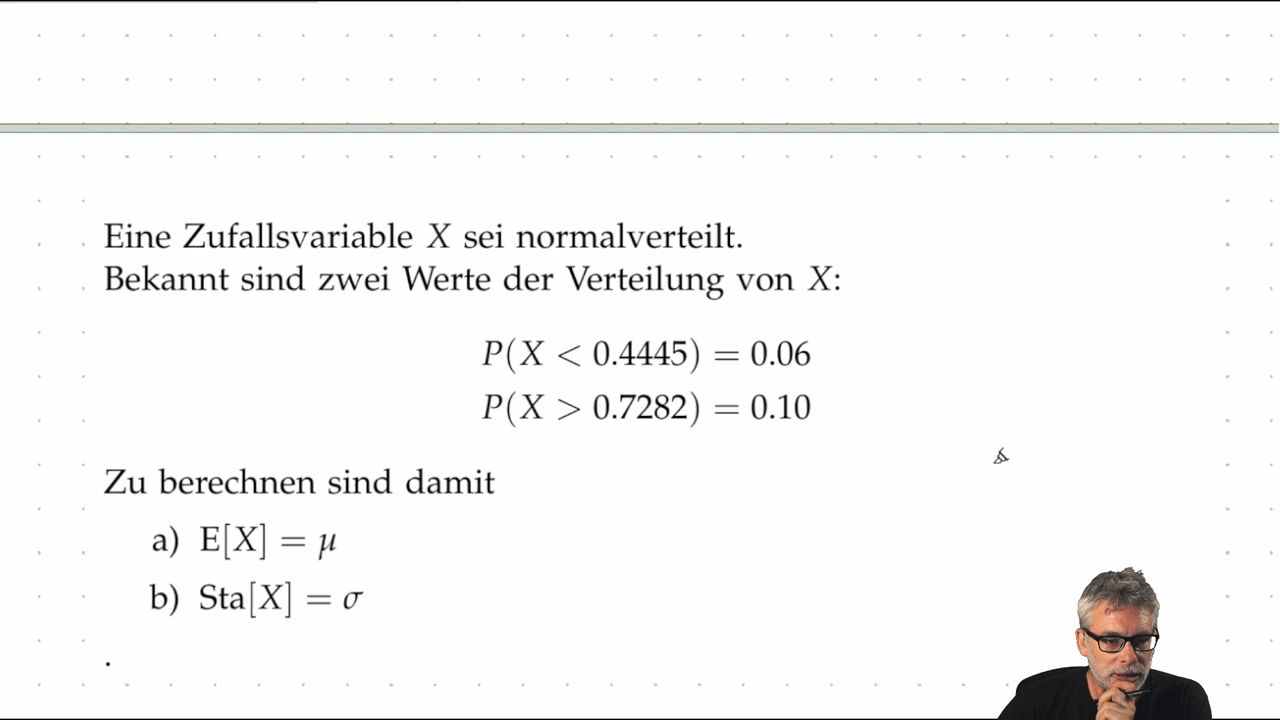 Eine Zufallsvariable X sei normalverteilt.
Bekannt sind zwei Werte der Verteilung von X:
P(X < 0.4445) = 0.06
P(X > 0.7282) = 0.10
Zu berechnen sind damit
a) E[X] = μ
b) Sta[X] = σ
.